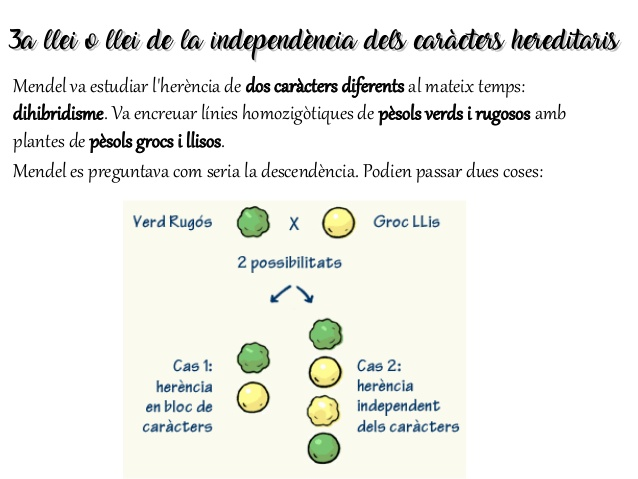 3a llei o llei de la independència dels caràcters hereditaris
Mendel va estudiar l'herència de dos caràcters diferents al mateix temps:
dihibridisme. Va encreuar línies homozigòtiques de pèsols verds i rugosos amb
plantes de pèsols grocs i llisos.
Mendel es preguntava com seria la descendència. Podien passar dues coses:
Verd Rugós X Groc LLis
2 possibilitats
Cas 1:
herència
en bloc de
caràcters
Cas 2:
herència
independent
dels caràcters